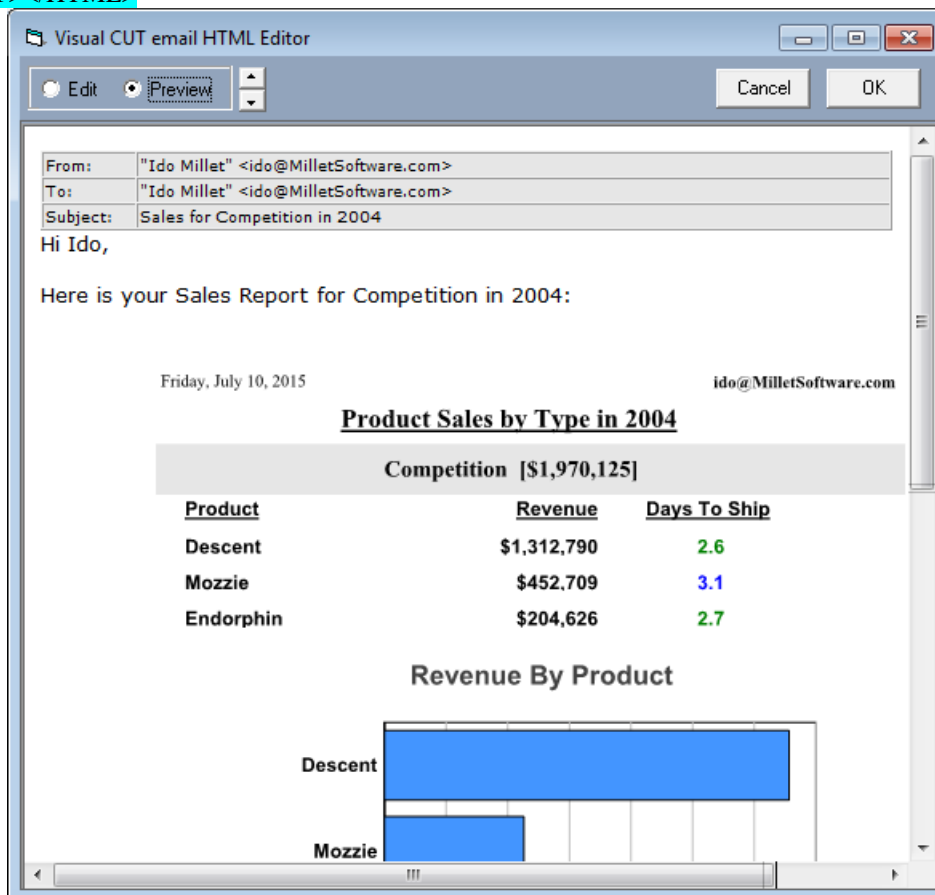 Visual CUT email HTML Editor
Edit Preview Cancel OK
From: "Ido Millet" <ido@MilletSoftware.com>
To: "Ido Millet" <ido@MilletSoftware.com>
Subject: Sales for Competition in 2004
Hi Ido,
Here is your Sales Report for Competition in 2004:
Friday, July 10, 2015 ido@MilletSoftware.com
Product Sales by Type in 2004
Competition [$1,970,125]
Product Revenue Days To Ship
Descent $1,312,790 2.6
Mozzie $452,709 3.1
Endorphin $204,626 2.7
Revenue By Product
Descent
Mozzie